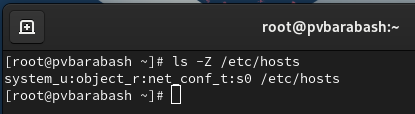 root@pvbarabash:~
[root@pvbarabash ~]# ls -Z /etc/hosts
system_u:object_r:net_conf_t:s0 /etc/hosts
[root@pvbarabash ~]#